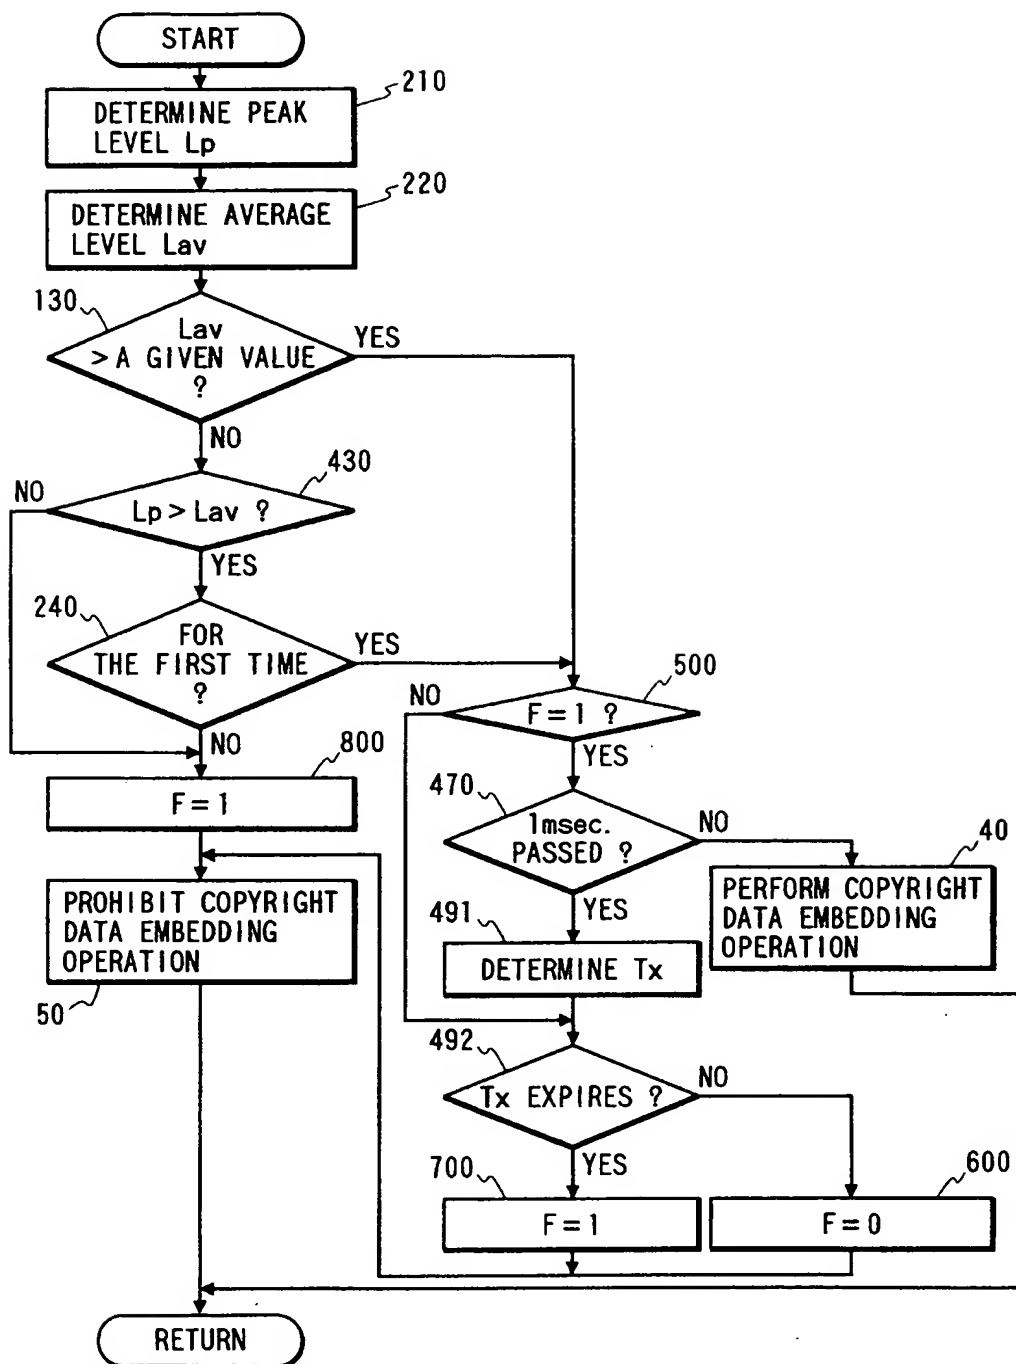 START
210
DETERMINE PEAK
LEVEL Lp
220
DETERMINE AVERAGE
LEVEL Lav
130
Lav
> A GIVEN VALUE
?
YES
NO
430
NO
Lp > Lav ?
YES
240
FOR
THE FIRST TIME
?
YES
NO
500
NO
F = 1 ?
YES
800
F = 1
470
1msec.
PASSED ?
NO
YES
40
PERFORM COPYRIGHT
DATA EMBEDDING
OPERATION
PROHIBIT COPYRIGHT
DATA EMBEDDING
OPERATION
50
491
DETERMINE Tx
492
Tx EXPIRES ?
NO
YES
700
F = 1
600
F = 0
RETURN